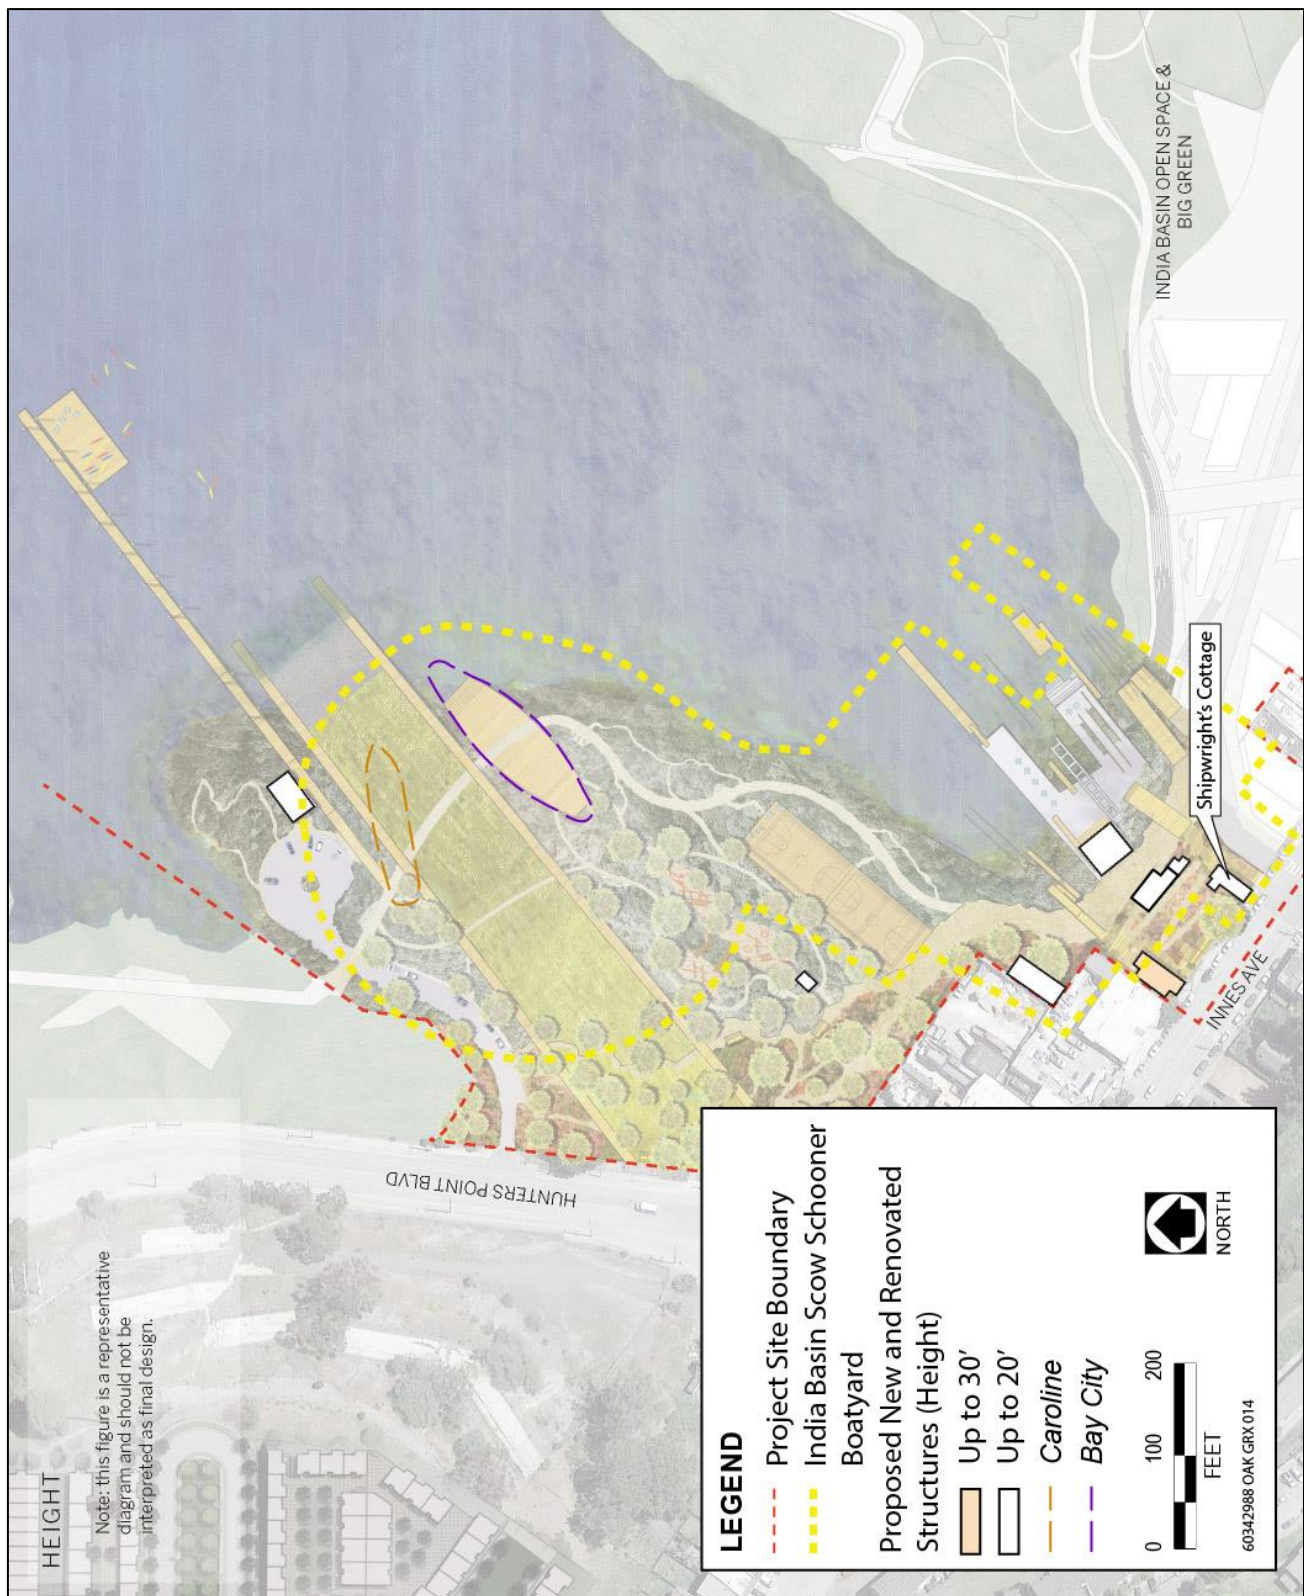 HEIGHT
Note: this figure is a representative
diagram and should not be
interpreted as final design.
HUNTERS POINT BLVD
INNES AVE
Shipwright's Cottage
INDIA BASIN OPEN SPACE &
BIG GREEN
LEGEND
Project Site Boundary
India Basin Scow Schooner
Boatyard
Proposed New and Renovated
Structures (Height)
Up to 30'
Up to 20'
Caroline
Bay City
0 100 200
FEET
NORTH
60342988 OAK GRX 014